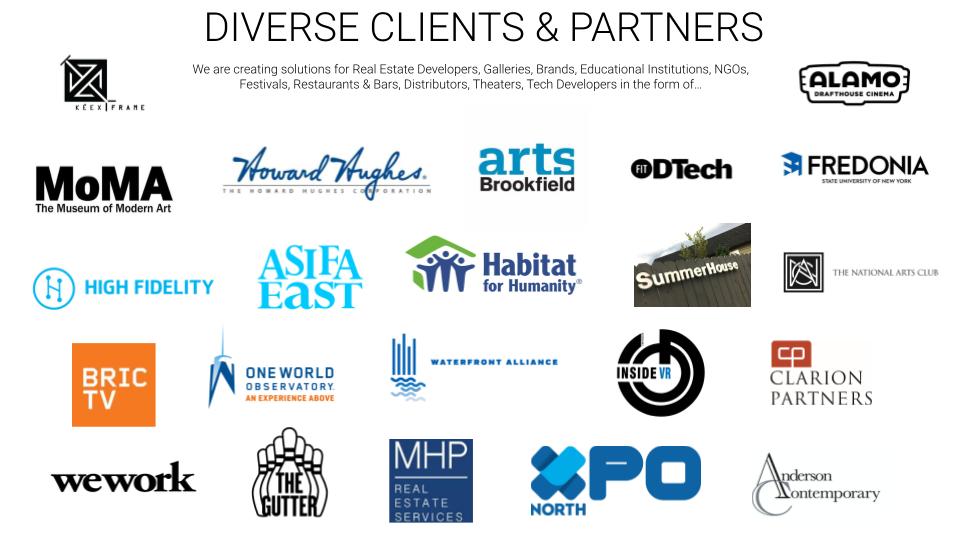 DIVERSE CLIENTS & PARTNERS
We are creating solutions for Real Estate Developers, Galleries, Brands, Educational Institutions, NGOs,
Festivals, Restaurants & Bars, Distributors, Theaters, Tech Developers in the form of...
KEEX FRAME
ALAMO
DRAFTHOUSE CINEMA
MoMA
The Museum of Modern Art
Howard Hughes®
THE HOWARD HUGHES CORPORATION
arts
Brookfield
FIT DTech
FREDONIA
STATE UNIVERSITY OF NEW YORK
HIGH FIDELITY
ASIFA
EaST
Habitat
for Humanity®
SummerHouse
THE NATIONAL ARTS CLUB
BRIC
TV
ONE WORLD
OBSERVATORY
AN EXPERIENCE ABOVE
WATERFRONT ALLIANCE
INSIDE VR
cp
CLARION
PARTNERS
wework
THE
GUTTER
MHP
REAL
ESTATE
SERVICES
XPO
NORTH
Anderson
Contemporary